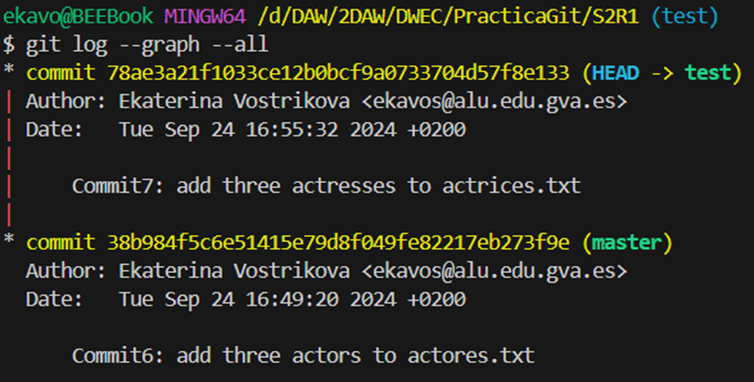 ekavo@BEEBook MINGW64 /d/DAW/2DAW/DWEC/PracticaGit/S2R1 (test)
$ git log --graph --all
* commit 78ae3a21f1033ce12b0bcf9a0733704d57f8e133 (HEAD -> test)
| Author: Ekaterina Vostrikova <ekavos@alu.edu.gva.es>
| Date:   Tue Sep 24 16:55:32 2024 +0200
|
|     Commit7: add three actresses to actrices.txt
|
* commit 38b984f5c6e51415e79d8f049fe82217eb273f9e (master)
  Author: Ekaterina Vostrikova <ekavos@alu.edu.gva.es>
  Date:   Tue Sep 24 16:49:20 2024 +0200

      Commit6: add three actors to actores.txt